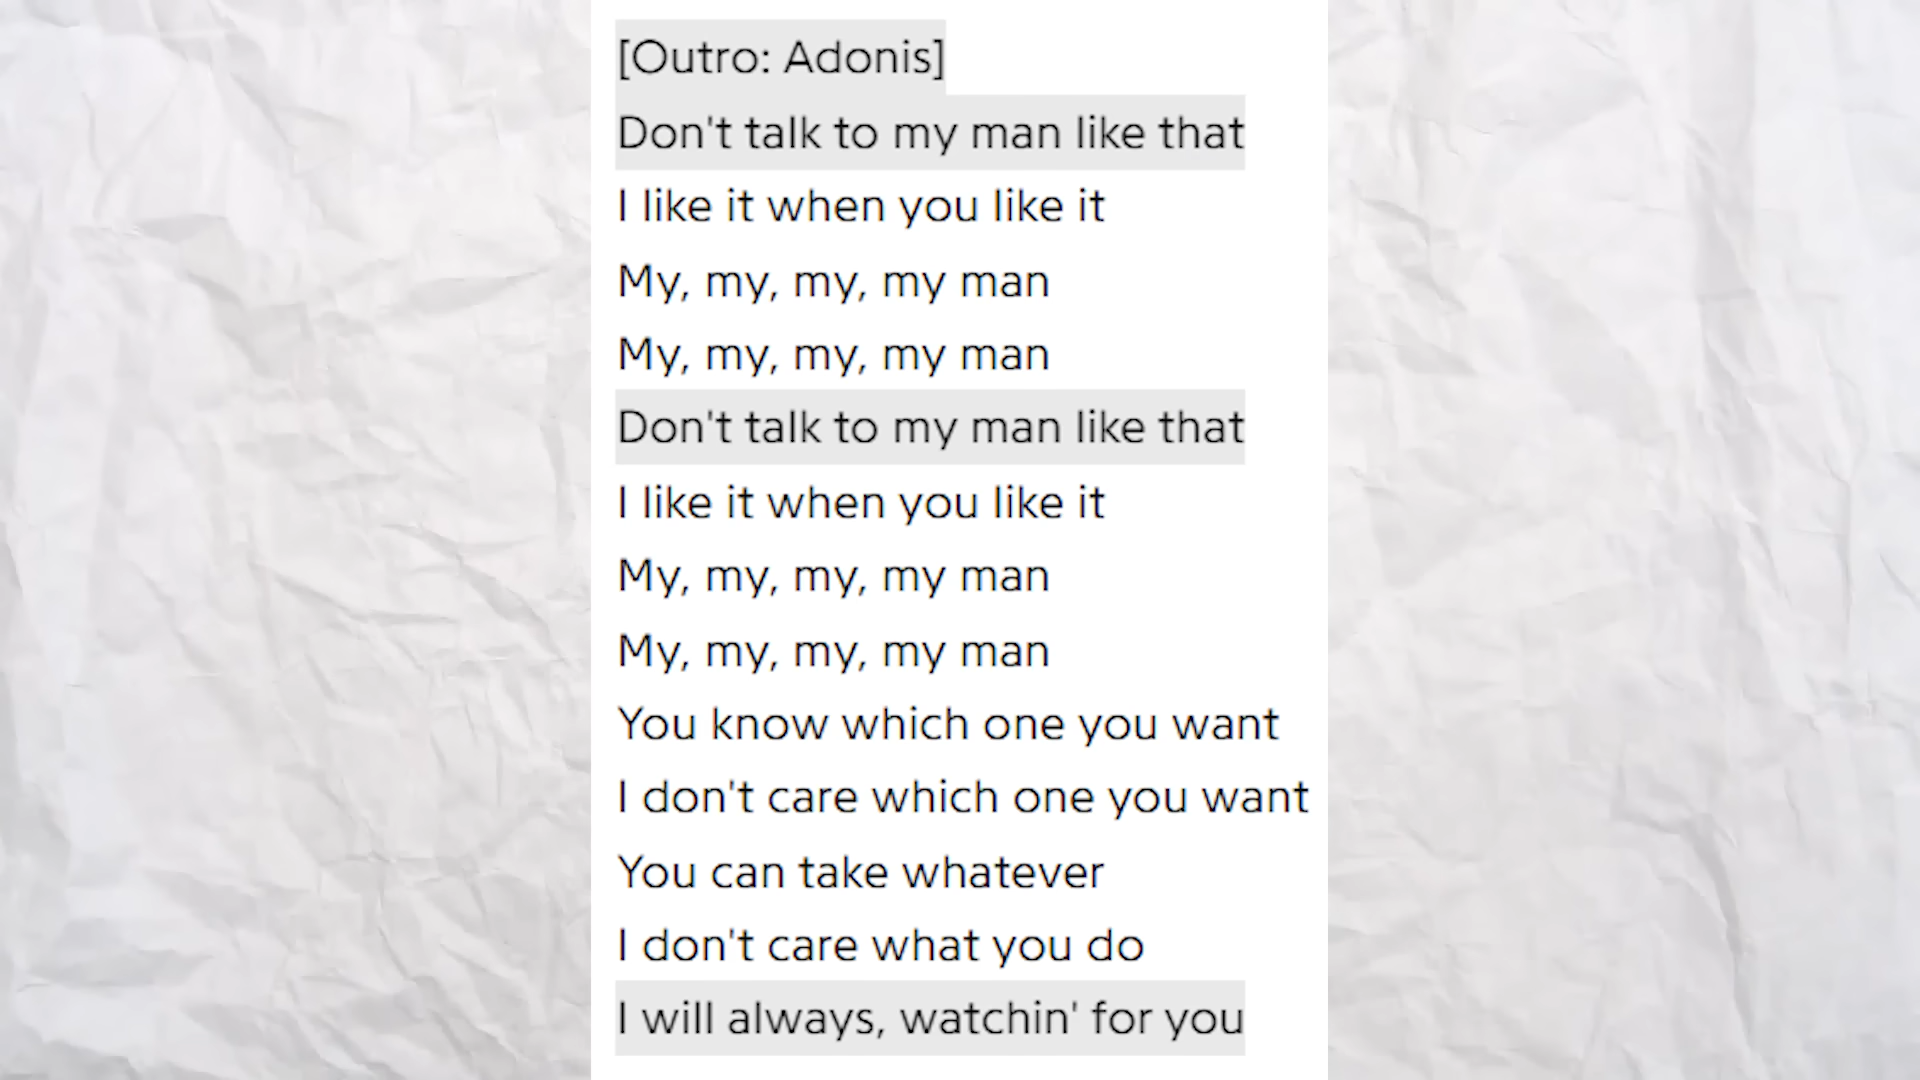 [Outro: Adonis]
Don't talk to my man like that
I like it when you like it
My, my, my, my man
My, my, my, my man
Don't talk to my man like that
I like it when you like it
My, my, my, my man
My, my, my, my man
You know which one you want
I don't care which one you want
You can take whatever
I don't care what you do
I will always, watchin' for you